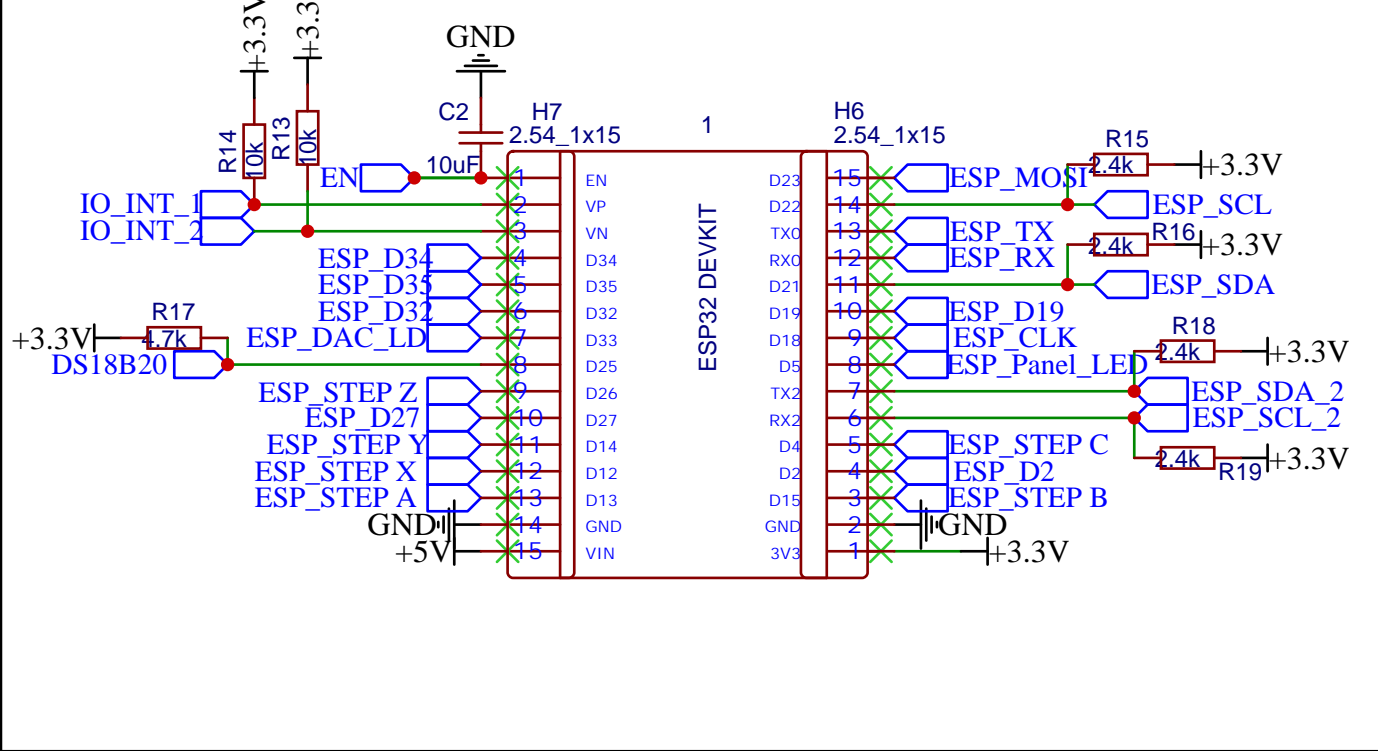 +3.3V
+3.3
GND
C2
H7
2.54_1x15
1
H6
2.54_1x15
R14
10k
R13
10k
10uF
EN
IO_INT_1
IO_INT_2
ESP_D34
ESP_D35
ESP_D32
ESP_DAC_LD
R17
+3.3V
4.7k
DS18B20
ESP_STEP Z
ESP_D27
ESP_STEP Y
ESP_STEP X
ESP_STEP A
GND
+5V
1 EN
2 VP
3 VN
4 D34
5 D35
6 D32
7 D33
8 D25
9 D26
10 D27
11 D14
12 D12
13 D13
14 GND
15 VIN
ESP32 DEVKIT
D23 15
D22 14
TX0 13
RX0 12
D21 11
D19 10
D18 9
D5 8
TX2 7
RX2 6
D4 5
D2 4
D15 3
GND 2
3V3 1
ESP_MOSI
R15
2.4k
+3.3V
ESP_SCL
ESP_TX
ESP_RX
R16
2.4k
+3.3V
ESP_SDA
ESP_D19
ESP_CLK
ESP_Panel_LED
R18
2.4k
+3.3V
ESP_SDA_2
ESP_SCL_2
ESP_STEP C
ESP_D2
ESP_STEP B
2.4k
R19
+3.3V
GND
+3.3V